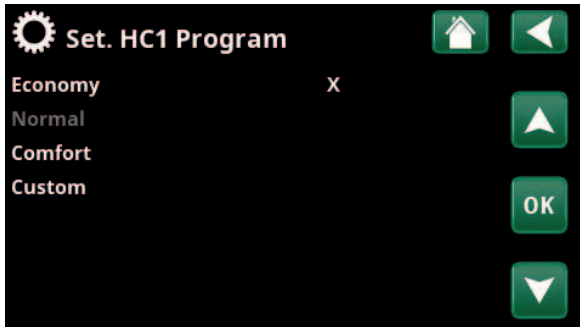 Set. HC1 Program
Economy X
Normal
Comfort
Custom
OK